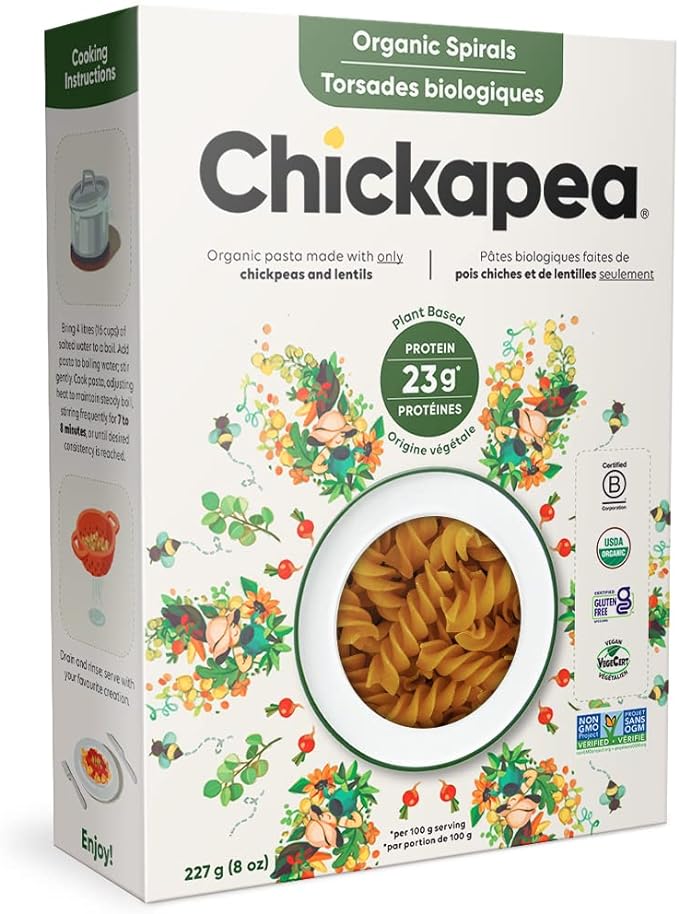 Cooking
Instructions
Bring 4 litres (16 cups) of
salted water to a boil. Add
pasta to boiling water; stir
gently. Cook pasta, adjusting
heat to maintain steady boil,
stirring frequently, for 7 to
8 minutes, or until desired
consistency is reached.
Drain and rinse; serve with
your favourite creation.
Enjoy!
Organic Spirals
Torsades biologiques
Chickapea®
Organic pasta made with only
chickpeas and lentils
Pâtes biologiques faites de
pois chiches et de lentilles seulement
Plant Based
PROTEIN
23g*
PROTÉINES
Origine végétale
Certified
B
Corporation
USDA
ORGANIC
CERTIFIED
GLUTEN
FREE
VEGAN
VEGECERT
VÉGÉTALIEN
NON
GMO
Project
VERIFIED
PROJET
SANS
OGM
VÉRIFIÉ
*per 100 g serving
*par portion de 100 g
227 g (8 oz)